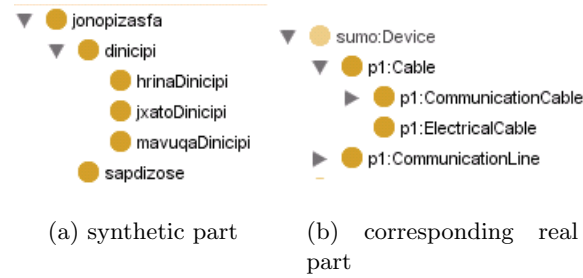 jonopizasfa
dinicipi
hrinaDinicipi
jxatoDinicipi
mavuqaDinicipi
sapdizose
(a) synthetic part
sumo:Device
p1:Cable
p1:CommunicationCable
p1:ElectricalCable
p1:CommunicationLine
(b) corresponding real
part